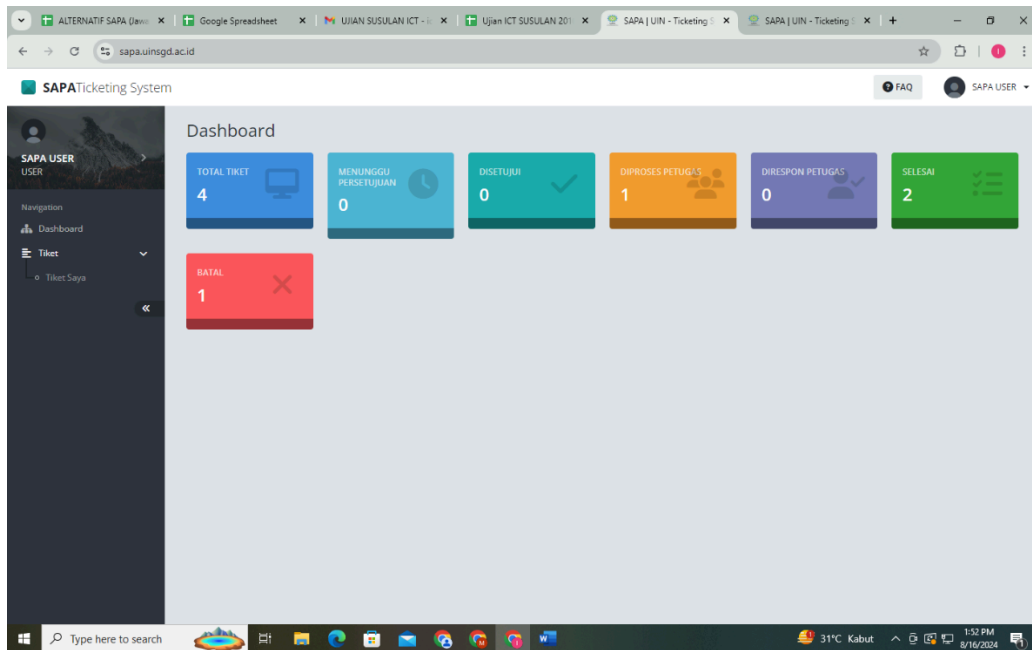 ALTERNATIF SAPA (Jawa
Google Spreadsheet
UJIAN SUSULAN ICT - i
Ujian ICT SUSULAN 201
SAPA | UIN - Ticketing S
SAPA | UIN - Ticketing S
sapa.uinsgd.ac.id
SAPATicketing System
FAQ
SAPA USER
SAPA USER
USER
Navigation
Dashboard
Tiket
Tiket Saya
Dashboard
TOTAL TIKET
4
MENUNGGU
PERSETUJUAN
0
DISETUJUI
0
DIPROSES PETUGAS
1
DIRESPON PETUGAS
0
SELESAI
2
BATAL
1
Type here to search
31°C Kabut
1:52 PM
8/16/2024